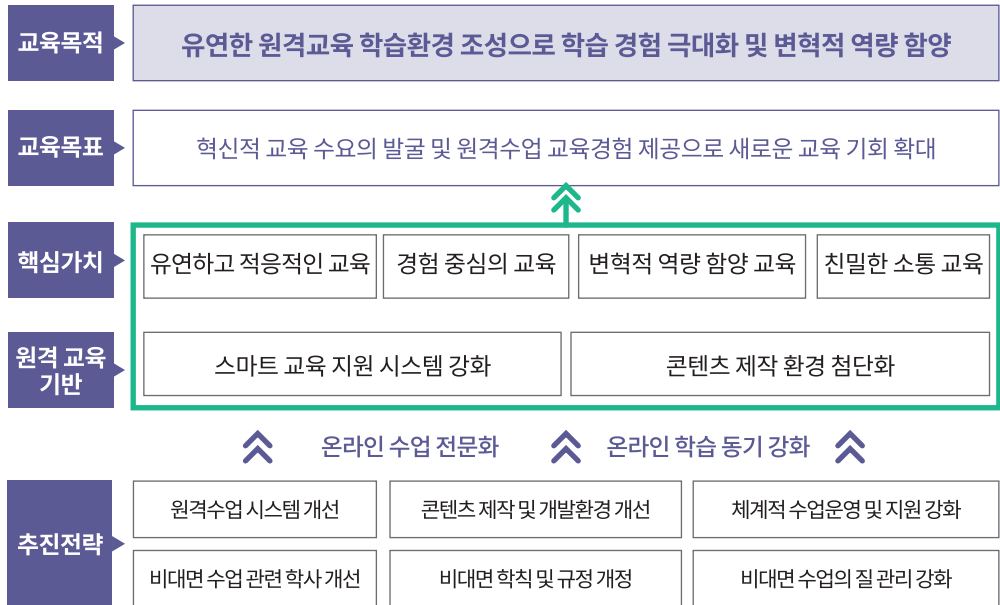 교육목적
유연한 원격교육 학습환경 조성으로 학습 경험 극대화 및 변혁적 역량 함양
교육목표
혁신적 교육 수요의 발굴 및 원격수업 교육경험 제공으로 새로운 교육 기회 확대
핵심가치
유연하고 적응적인 교육
경험 중심의 교육
변혁적 역량 함양 교육
친밀한 소통 교육
원격 교육
기반
스마트 교육 지원 시스템 강화
콘텐츠 제작 환경 첨단화
온라인 수업 전문화
온라인 학습 동기 강화
추진전략
원격수업 시스템 개선
콘텐츠 제작 및 개발환경 개선
체계적 수업운영 및 지원 강화
비대면 수업 관련 학사 개선
비대면 학칙 및 규정 개정
비대면 수업의 질 관리 강화